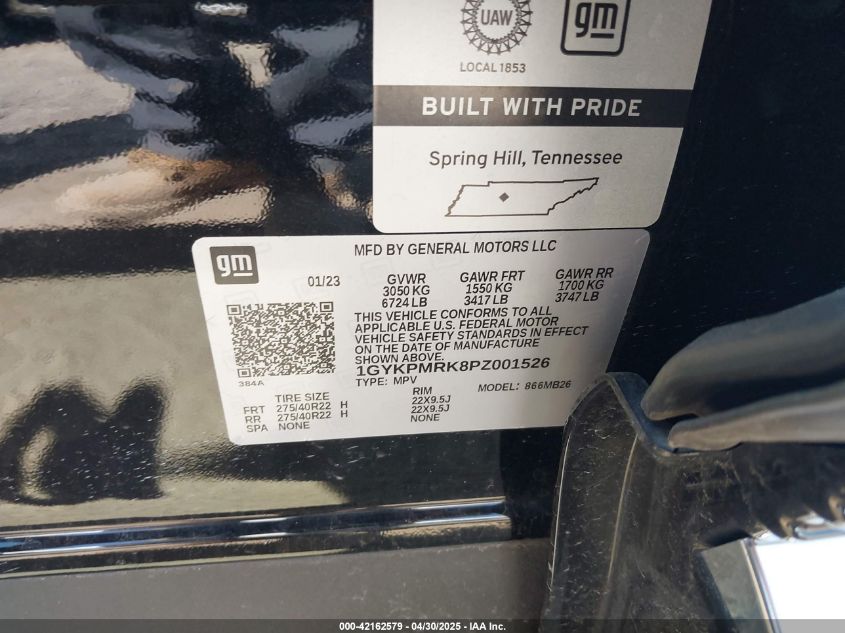 UAW
gm
LOCAL 1853
BUILT WITH PRIDE
Spring Hill, Tennessee
gm
MFD BY GENERAL MOTORS LLC
01/23 GVWR GAWR FRT GAWR RR
3050 KG 1550 KG 1700 KG
6724 LB 3417 LB 3747 LB
THIS VEHICLE CONFORMS TO ALL
APPLICABLE U.S. FEDERAL MOTOR
VEHICLE SAFETY STANDARDS IN EFFECT
ON THE DATE OF MANUFACTURE
SHOWN ABOVE.
1GYKPMRK8PZ001526
384A
TYPE: MPV MODEL: 866MB26
TIRE SIZE RIM
FRT 275/40R22 H 22X9.5J
RR 275/40R22 H 22X9.5J
SPA NONE NONE
000-42162579 / 04/30/2025 - IAA Inc.